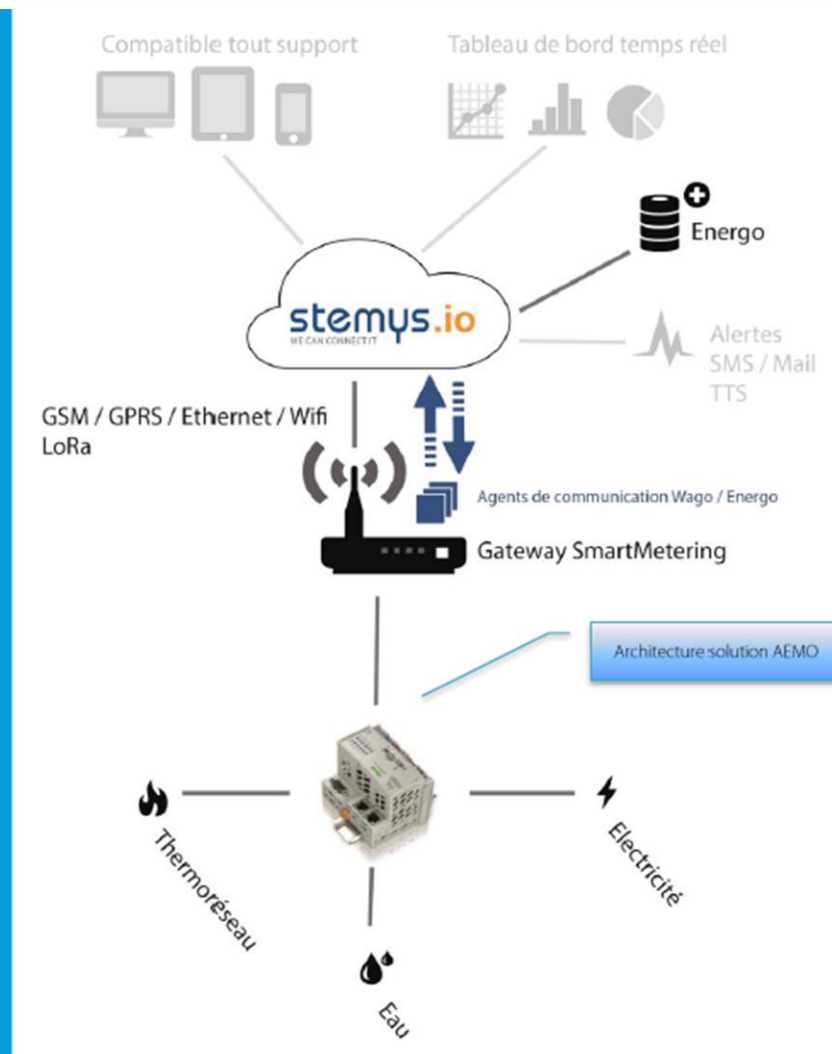 Compatible tout support
Tableau de bord temps réel
Energo
stemys.io
WE CAN CONNECT IT
Alertes
SMS / Mail
TTS
GSM / GPRS / Ethernet / Wifi
LoRa
Agents de communication Wago / Energo
Gateway SmartMetering
Architecture solution AEMO
Thermoréseau
Electricité
Eau